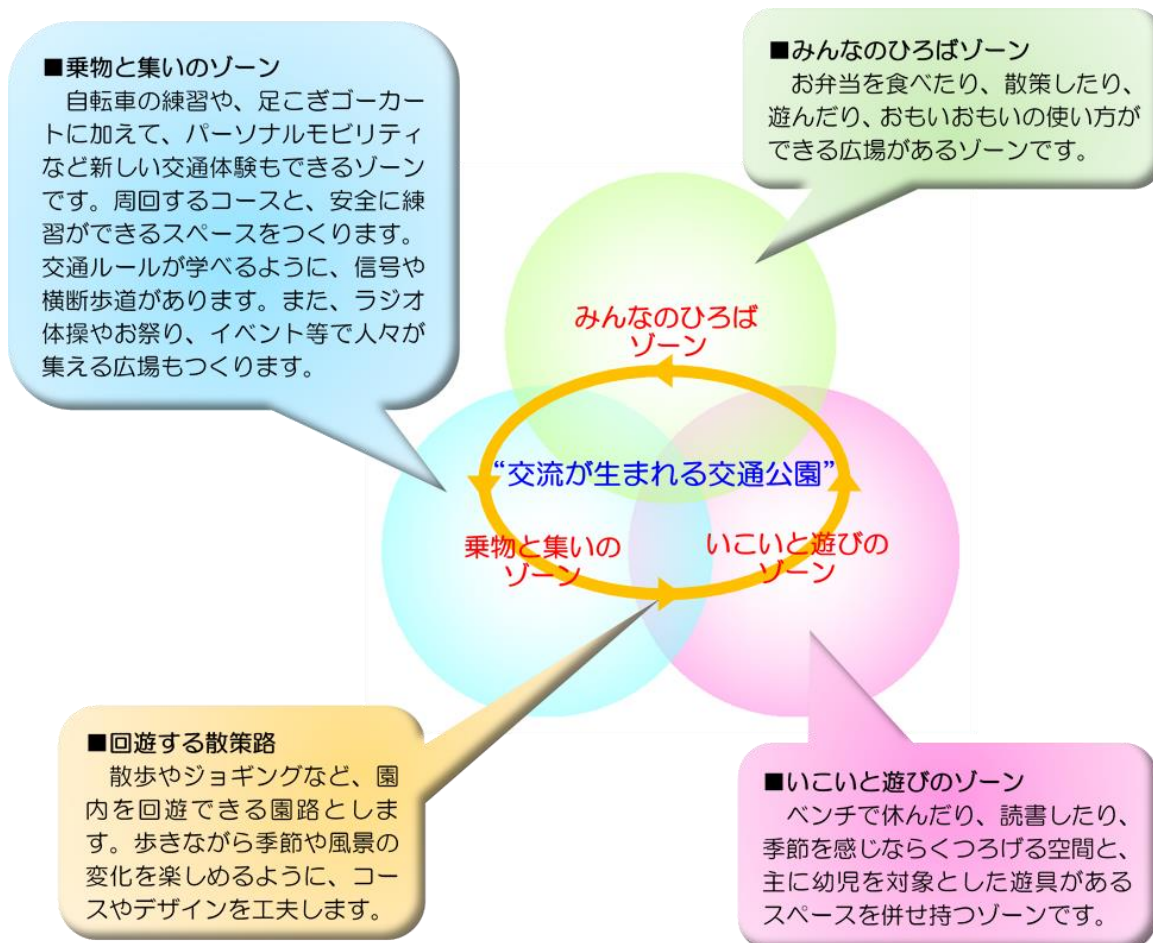 ■乗物と集いのゾーン
自転車の練習や、足こぎゴーカー
トに加えて、パーソナルモビリティ
など新しい交通体験もできるゾーン
です。周回するコースと、安全に練
習ができるスペースをつくります。
交通ルールが学べるように、信号や
横断歩道があります。また、ラジオ
体操やお祭り、イベント等で人々が
集える広場もつくります。
■みんなのひろばゾーン
お弁当を食べたり、散策したり、
遊んだり、おもいおもいの使い方が
できる広場があるゾーンです。
みんなのひろば
ゾーン
“交流が生まれる交通公園”
乗物と集いの
ゾーン
いこいと遊びの
ゾーン
■回遊する散策路
散歩やジョギングなど、園
内を回遊できる園路としま
す。歩きながら季節や風景の
変化を楽しめるように、コー
スやデザインを工夫します。
■いこいと遊びのゾーン
ベンチで休んだり、読書したり、
季節を感じならくつろげる空間と、
主に幼児を対象とした遊具がある
スペースを併せ持つゾーンです。